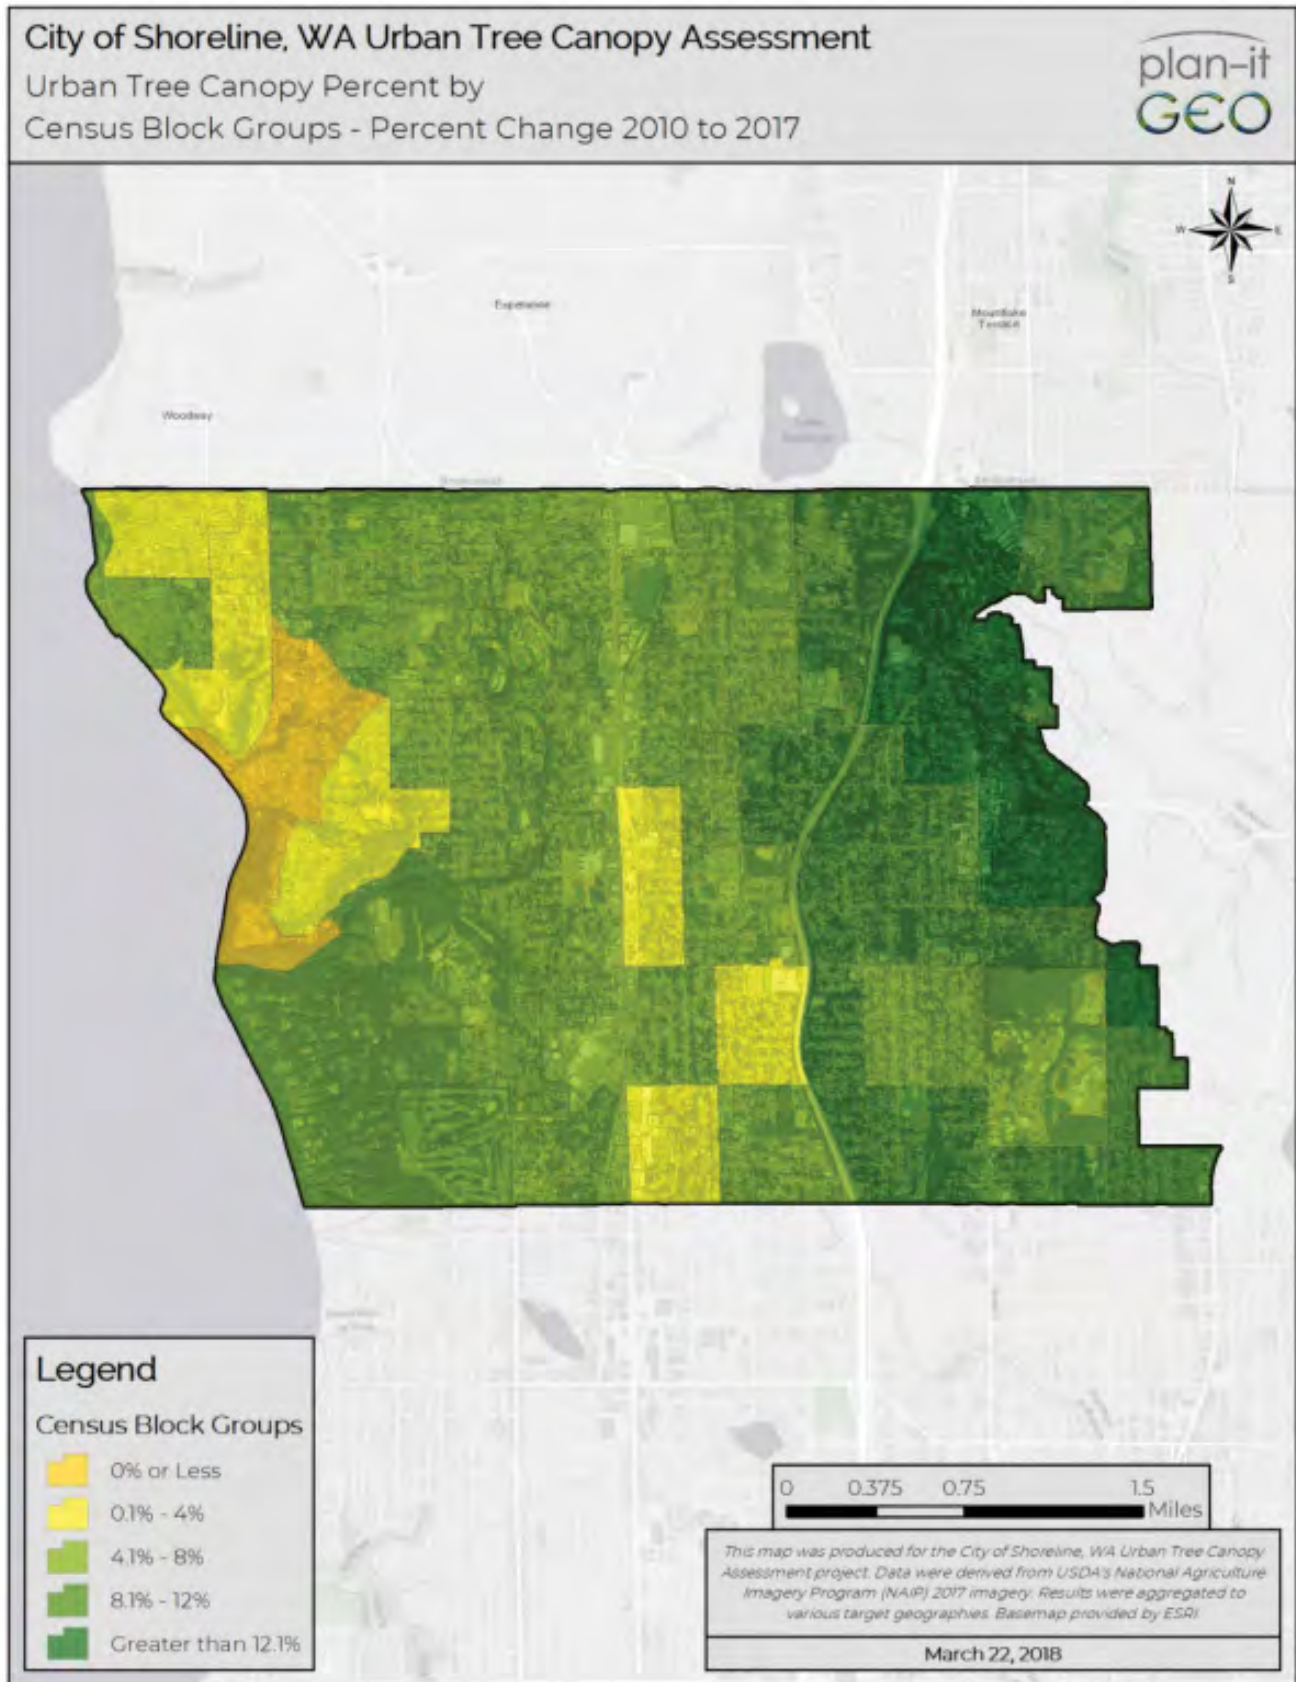 City of Shoreline, WA Urban Tree Canopy Assessment
Urban Tree Canopy Percent by
Census Block Groups - Percent Change 2010 to 2017
plan-it
GEO
N
W
E
S
Esperance
Mountlake
Terrace
Woodway
Legend
Census Block Groups
0% or Less
0.1% - 4%
4.1% - 8%
8.1% - 12%
Greater than 12.1%
0 0.375 0.75 1.5
Miles
This map was produced for the City of Shoreline, WA Urban Tree Canopy
Assessment project. Data were derived from USDA's National Agriculture
Imagery Program (NAIP) 2017 imagery. Results were aggregated to
various target geographies. Basemap provided by ESRI.
March 22, 2018